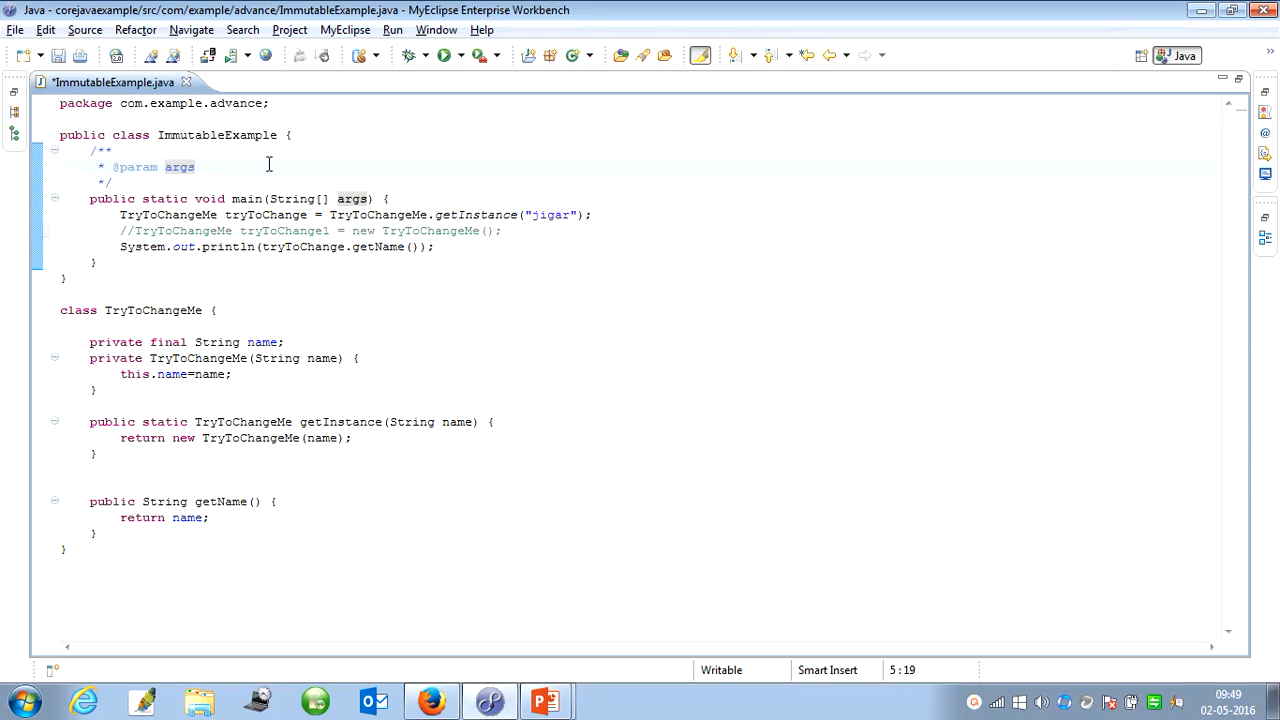 Java - corejavaexample/src/com/example/advance/ImmutableExample.java - MyEclipse Enterprise Workbench
File Edit Source Refactor Navigate Search Project MyEclipse Run Window Help
Java
*ImmutableExample.java
package com.example.advance;
public class ImmutableExample {
/**
* @param args
*/
public static void main(String[] args) {
TryToChangeMe tryToChange = TryToChangeMe.getInstance("jigar");
//TryToChangeMe tryToChange1 = new TryToChangeMe();
System.out.println(tryToChange.getName());
}
}
class TryToChangeMe {
private final String name;
private TryToChangeMe(String name) {
this.name=name;
}
public static TryToChangeMe getInstance(String name) {
return new TryToChangeMe(name);
}
public String getName() {
return name;
}
}
Writable Smart Insert 5 : 19
09:49
02-05-2016